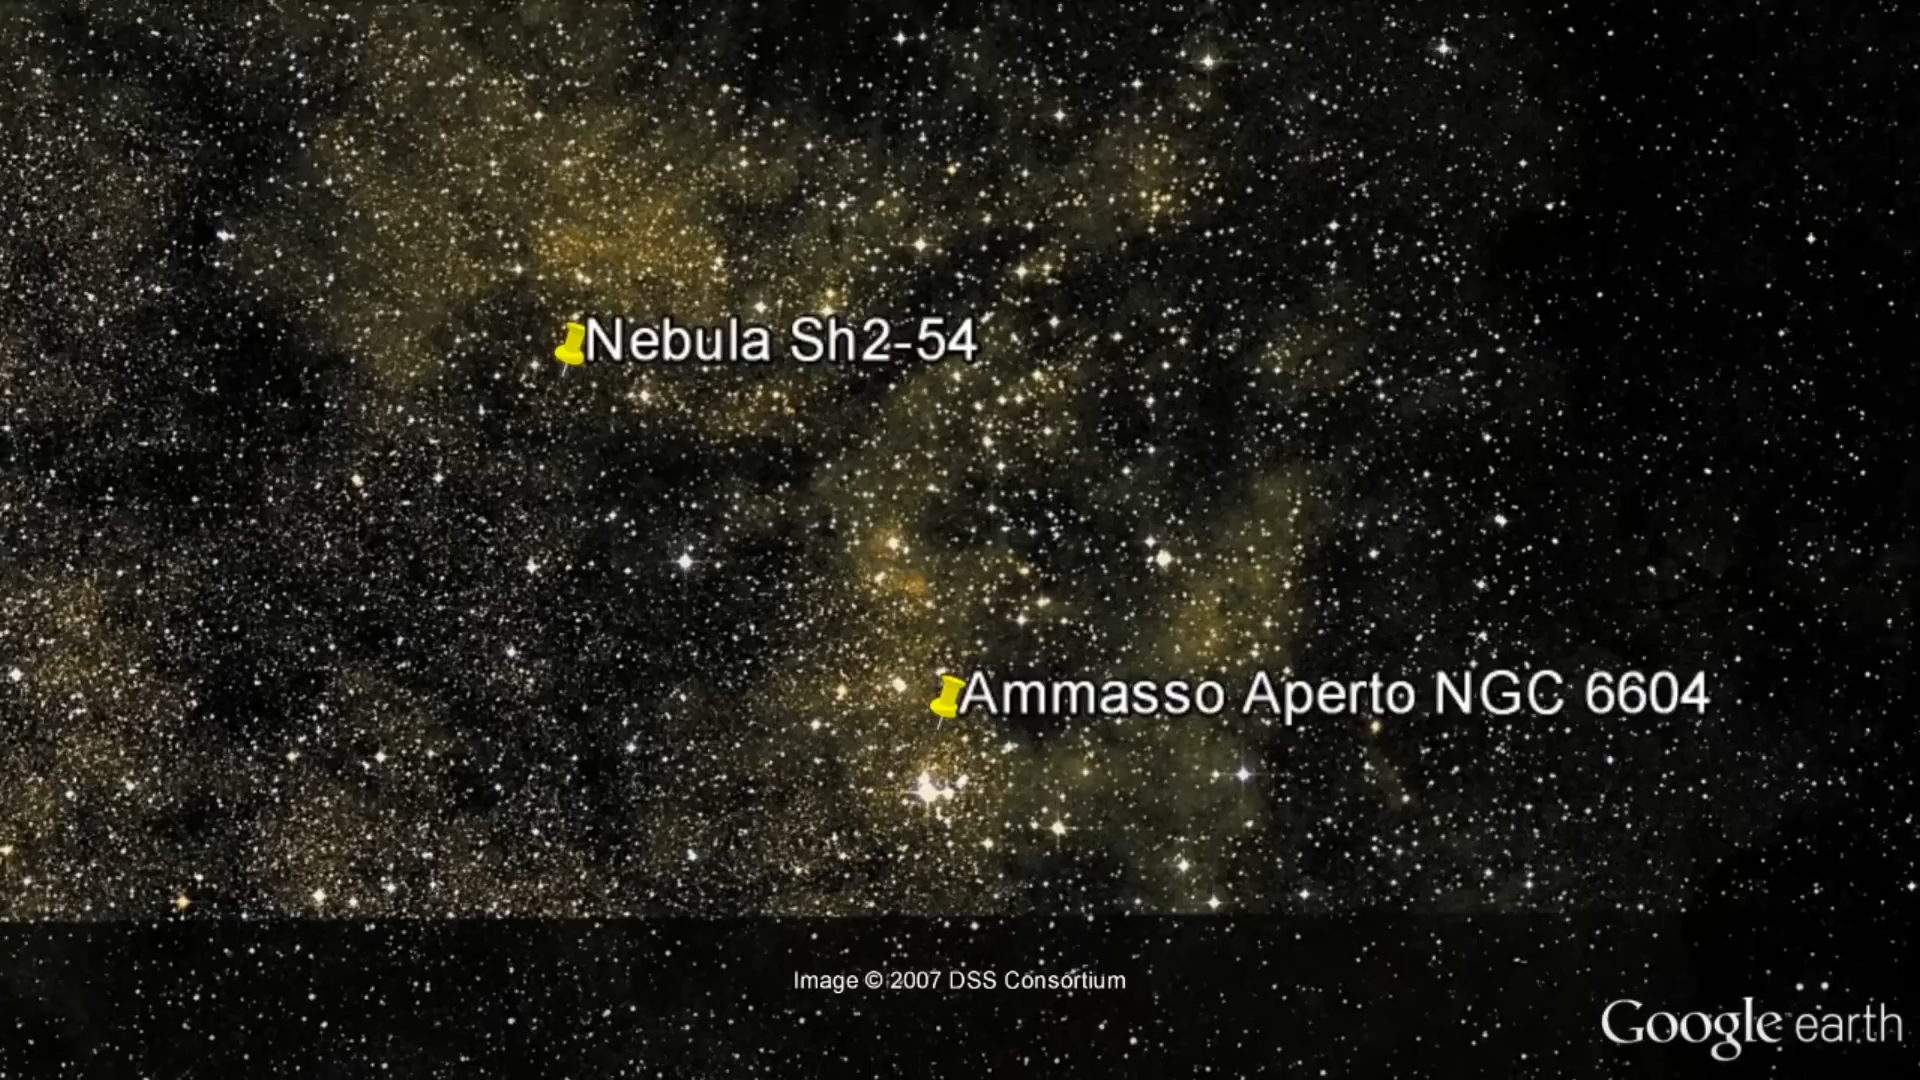 Nebula Sh2-54
Ammasso Aperto NGC 6604
Image © 2007 DSS Consortium
Google earth